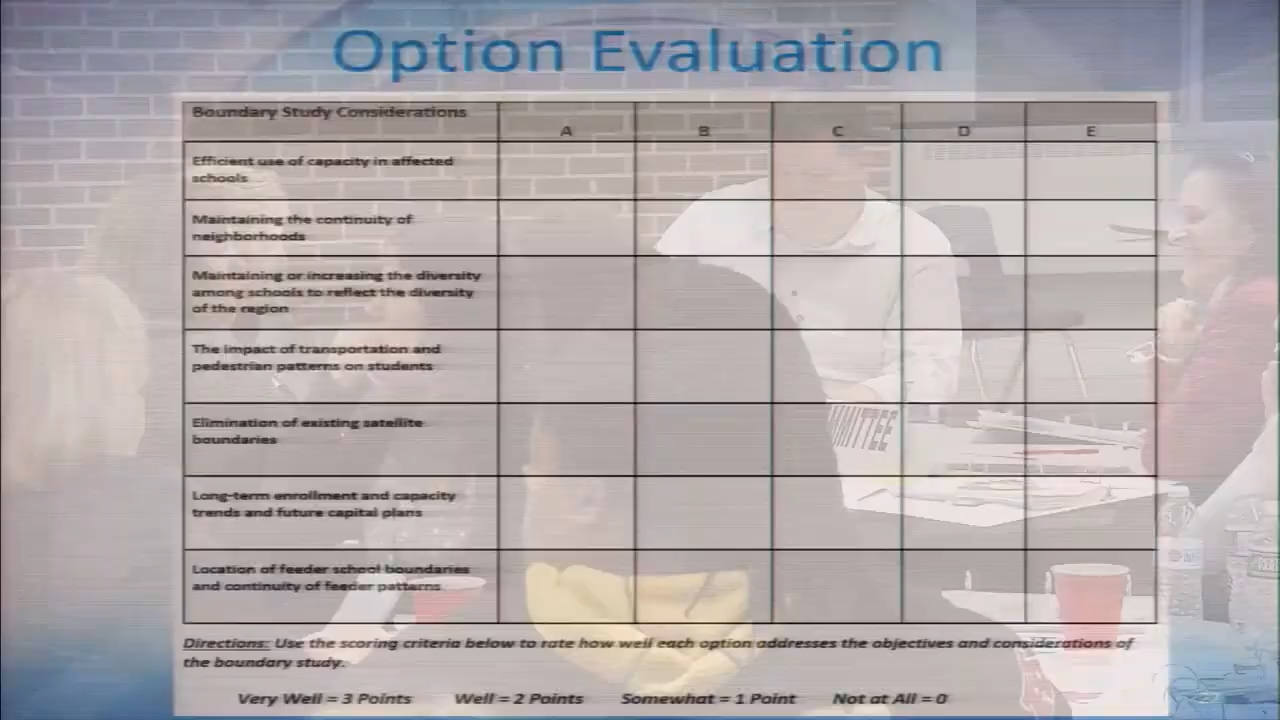 Option Evaluation
Boundary Study Considerations
A B C D E
Efficient use of capacity in affected
schools
Maintaining the continuity of
neighborhoods
Maintaining or increasing the diversity
among schools to reflect the diversity
of the region
The impact of transportation and
pedestrian patterns on students
Elimination of existing satellite
boundaries
Long-term enrollment and capacity
trends and future capital plans
Location of feeder school boundaries
and continuity of feeder patterns
Directions: Use the scoring criteria below to rate how well each option addresses the objectives and considerations of
the boundary study.
Very Well = 3 Points Well = 2 Points Somewhat = 1 Point Not at All = 0
MMITTEE